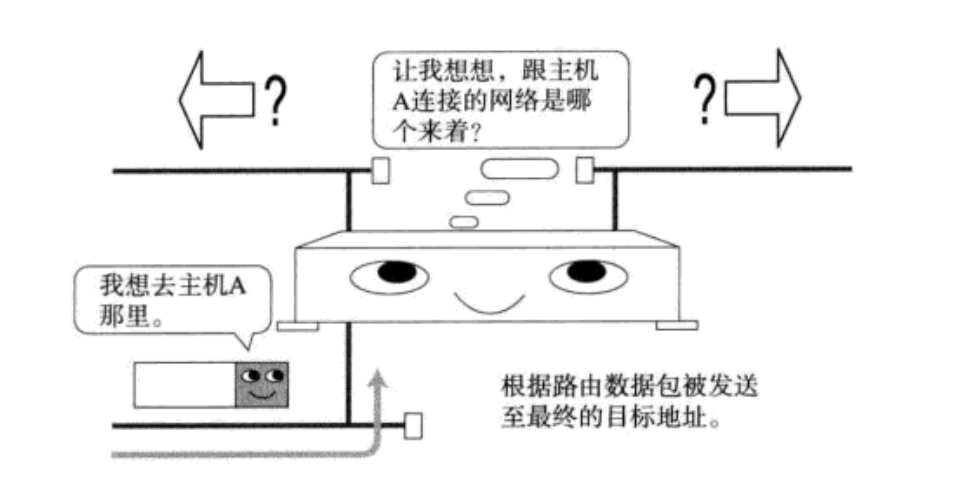 ?
让我想想，跟主机
A连接的网络是哪
个来着?
?
我想去主机A
那里。
根据路由数据包被发送
至最终的目标地址。